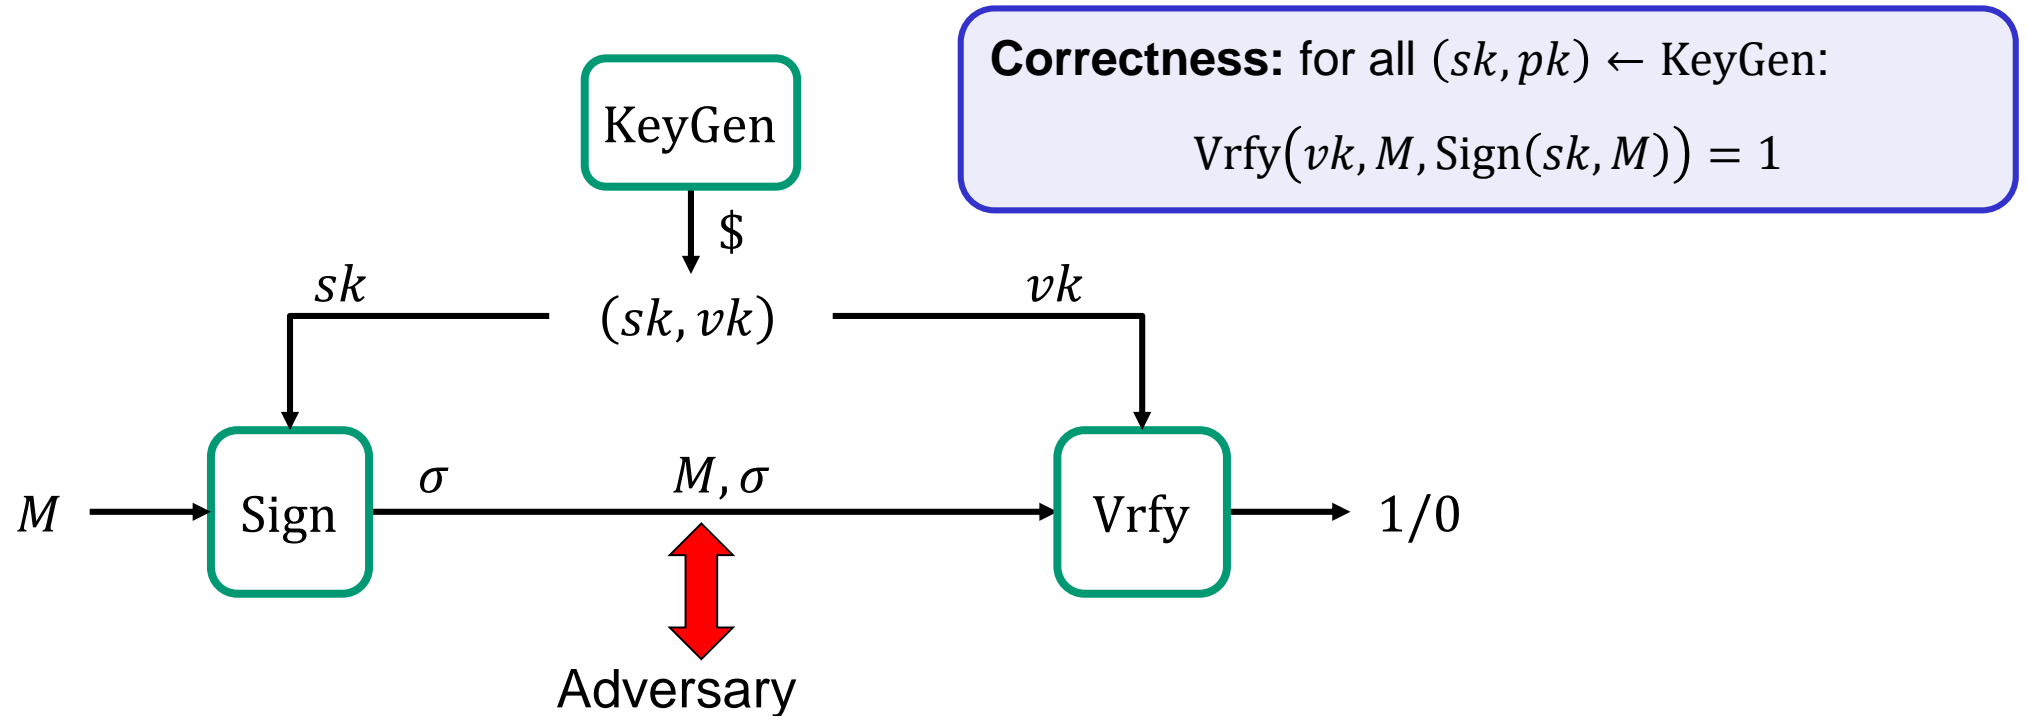 Correctness: for all (sk, pk) ← KeyGen:
Vrfy(vk, M, Sign(sk, M)) = 1
KeyGen
$
sk
vk
(sk, vk)
M
Sign
σ
M, σ
Vrfy
1/0
Adversary